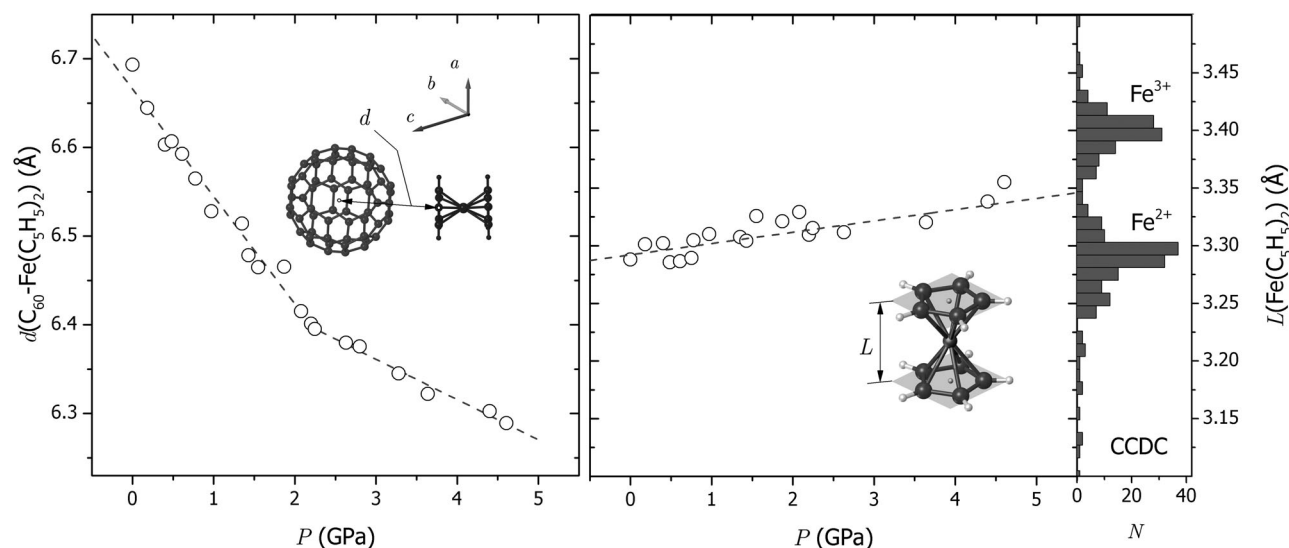 d(C60-Fe(C5H5)2) (Å)
6.7
6.6
6.5
6.4
6.3
0 1 2 3 4 5
P (GPa)
a
b
c
d
L
0 1 2 3 4 5
P (GPa)
Fe3+
Fe2+
CCDC
0 20 40
N
3.45
3.40
3.35
3.30
3.25
3.20
3.15
L(Fe(C5H5)2) (Å)